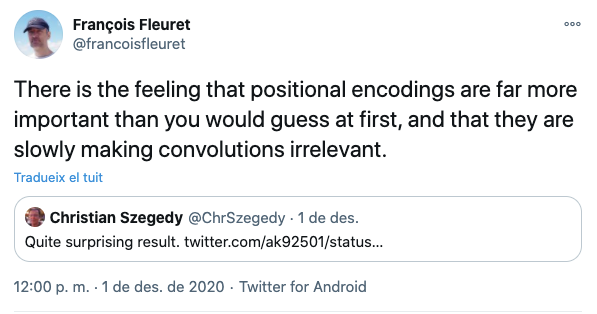 François Fleuret
@francoisfleuret
There is the feeling that positional encodings are far more
important than you would guess at first, and that they are
slowly making convolutions irrelevant.
Tradueix el tuit
Christian Szegedy @ChrSzegedy · 1 de des.
Quite surprising result. twitter.com/ak92501/status...
12:00 p. m. · 1 de des. de 2020 · Twitter for Android